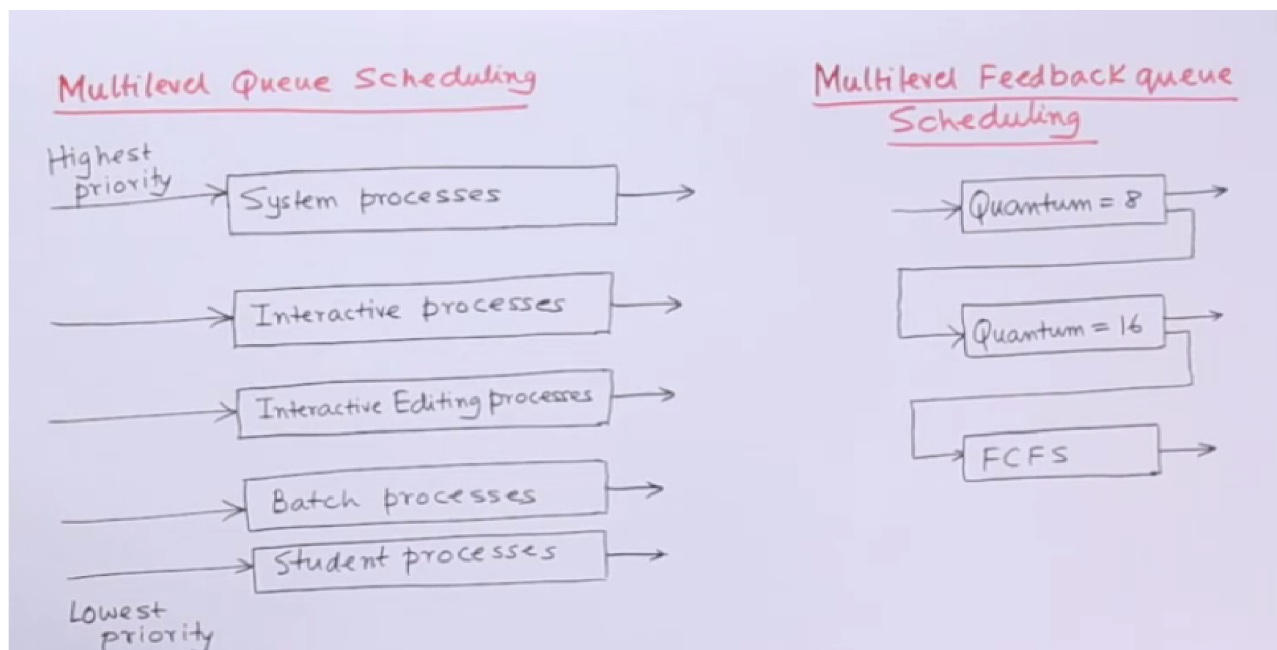 Multilevel Queue Scheduling
Highest
priority
System processes
Interactive processes
Interactive Editing processes
Batch processes
Student processes
Lowest
priority
Multilevel Feedback queue
Scheduling
Quantum = 8
Quantum = 16
FCFS